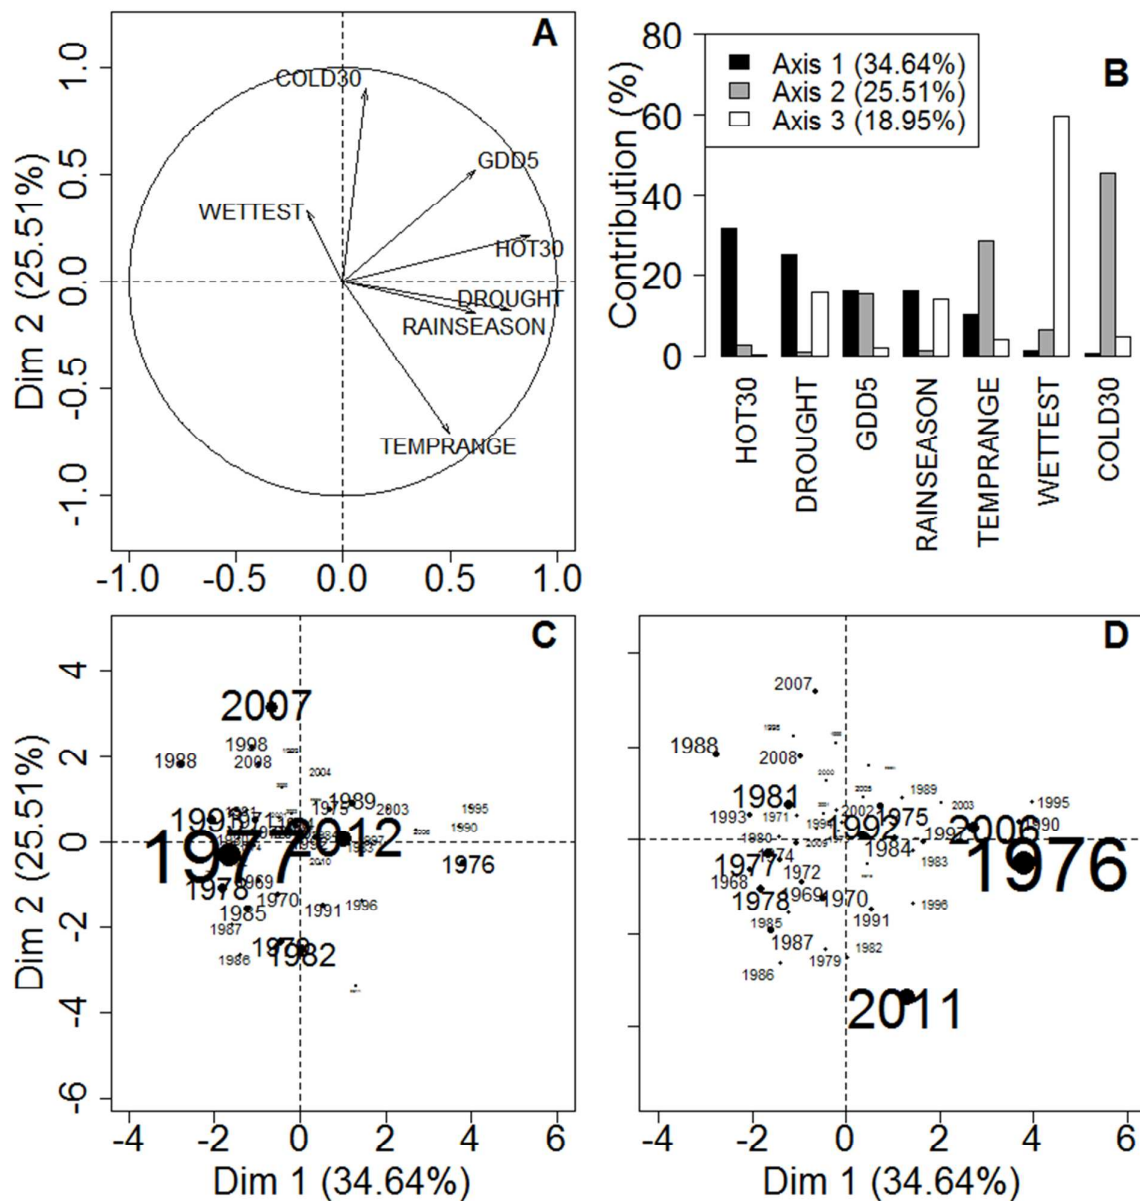 A
1.0
0.5
0.0
-0.5
-1.0
Dim 2 (25.51%)
COLD30
GDD5
WETTEST
HOT30
DROUGHT
RAINSEASON
TEMPRANGE
-1.0 -0.5 0.0 0.5 1.0
B
80
60
40
20
0
Contribution (%)
Axis 1 (34.64%)
Axis 2 (25.51%)
Axis 3 (18.95%)
HOT30
DROUGHT
GDD5
RAINSEASON
TEMPRANGE
WETTEST
COLD30
C
4
2
0
-2
-4
-6
Dim 2 (25.51%)
2007
1998
1988
2008
2004
1975
1989
2003
1995
1990
1977
2012
1976
1978
1969
2010
1985
1970
1991
1996
1987
1979
1982
1986
-4 -2 0 2 4 6
Dim 1 (34.64%)
D
2007
1988
2008
1981
1989
1995
1993
1971
2002
1975
2003
1992
2006
1990
1980
1997
1984
1977
1974
1983
1976
1968
1972
1978
1969
1970
1996
1985
1991
1987
1979
1982
1986
2011
-4 -2 0 2 4 6
Dim 1 (34.64%)